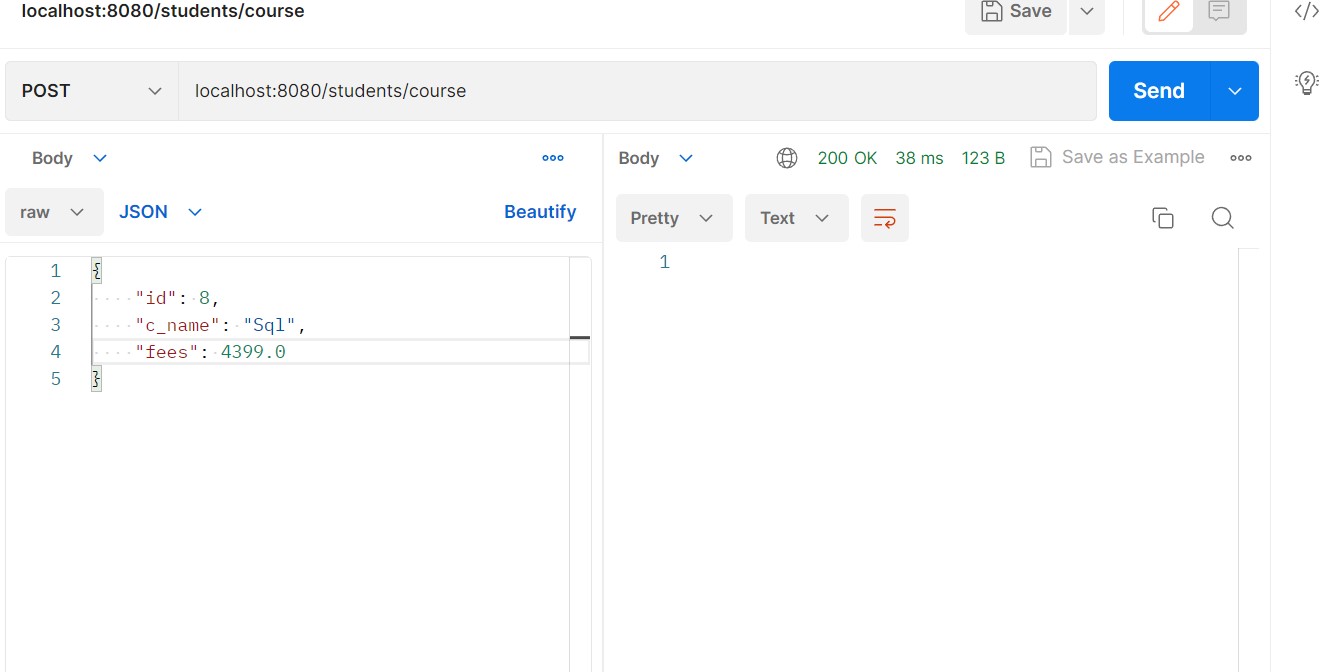 localhost:8080/students/course
Save
POST
localhost:8080/students/course
Send
Body
Body
200 OK 38 ms 123 B
Save as Example
raw
JSON
Beautify
Pretty
Text
1 {
2 "id": 8,
3 "c_name": "Sql",
4 "fees": 4399.0
5 }
1